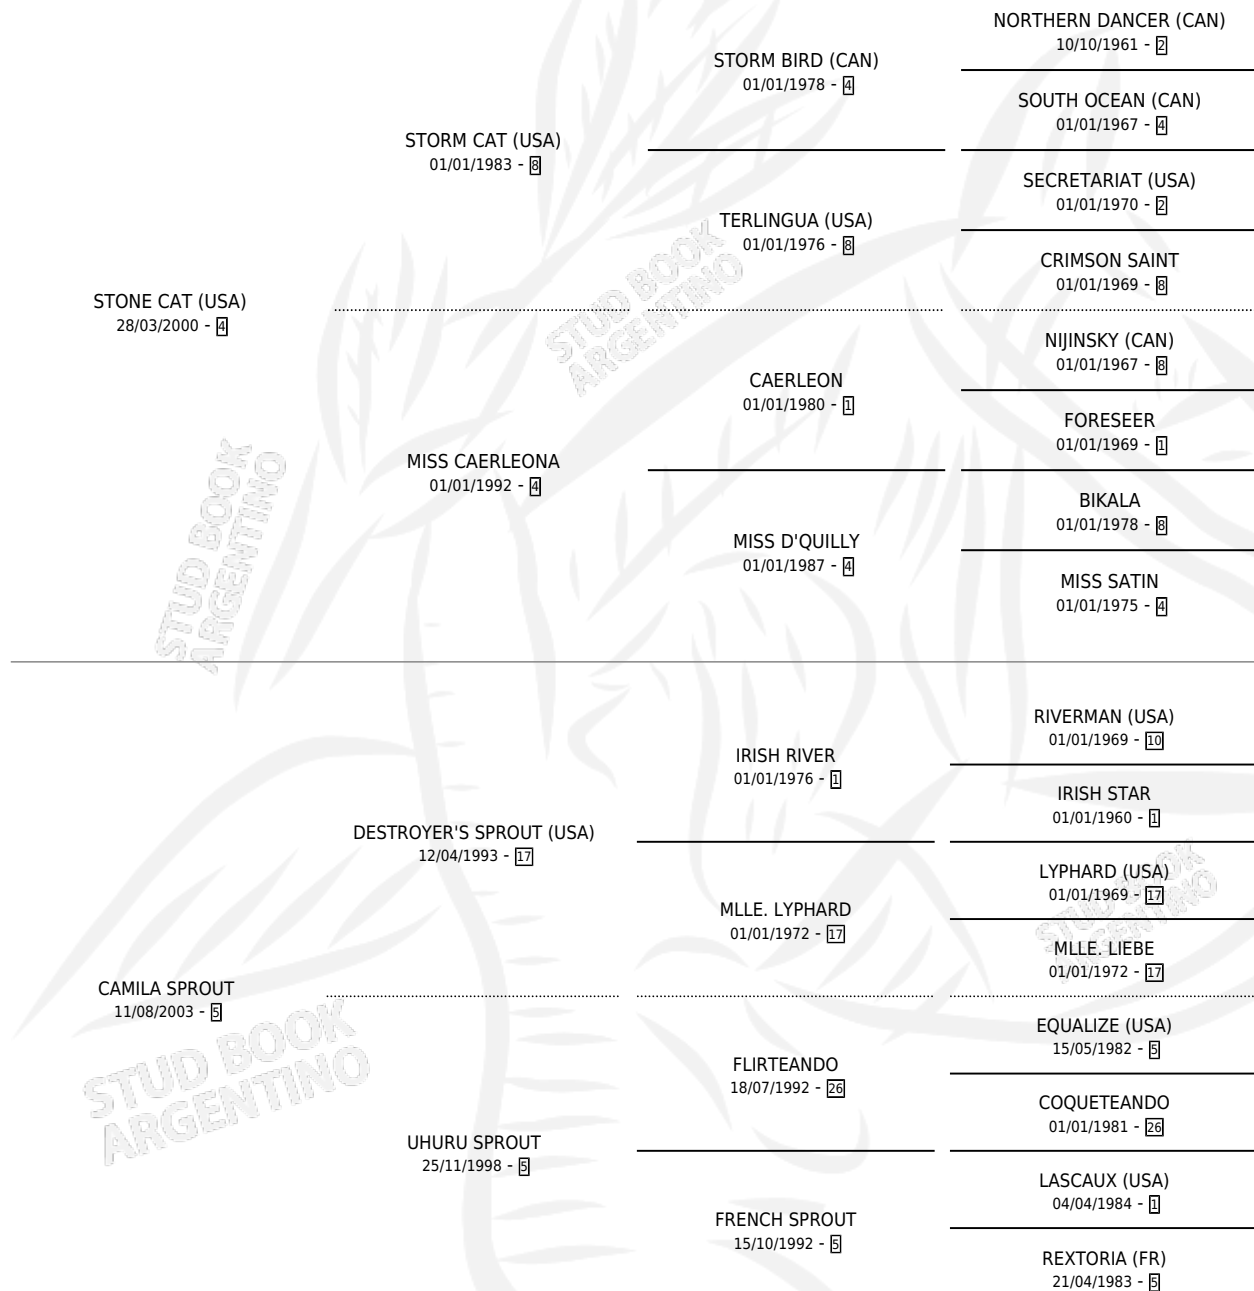 STONE CAT (USA)
28/03/2000 - 4
STORM CAT (USA)
01/01/1983 - 8
MISS CAERLEONA
01/01/1992 - 4
STORM BIRD (CAN)
01/01/1978 - 4
TERLINGUA (USA)
01/01/1976 - 8
CAERLEON
01/01/1980 - 1
MISS D'QUILLY
01/01/1987 - 4
NORTHERN DANCER (CAN)
10/10/1961 - 2
SOUTH OCEAN (CAN)
01/01/1967 - 4
SECRETARIAT (USA)
01/01/1970 - 2
CRIMSON SAINT
01/01/1969 - 8
NIJINSKY (CAN)
01/01/1967 - 8
FORESEER
01/01/1969 - 1
BIKALA
01/01/1978 - 8
MISS SATIN
01/01/1975 - 4
STUD BOOK
ARGENTINO
STUD BOOK
ARGENTINO
CAMILA SPROUT
11/08/2003 - 5
DESTROYER'S SPROUT (USA)
12/04/1993 - 17
UHURU SPROUT
25/11/1998 - 5
IRISH RIVER
01/01/1976 - 1
MLLE. LYPHARD
01/01/1972 - 17
FLIRTEANDO
18/07/1992 - 26
FRENCH SPROUT
15/10/1992 - 5
RIVERMAN (USA)
01/01/1969 - 10
IRISH STAR
01/01/1960 - 1
LYPHARD (USA)
01/01/1969 - 17
MLLE. LIEBE
01/01/1972 - 17
EQUALIZE (USA)
15/05/1982 - 5
COQUETEANDO
01/01/1981 - 26
LASCAUX (USA)
04/04/1984 - 1
REXTORIA (FR)
21/04/1983 - 5
STUD BOOK
ARGENTINO
STUD BOOK
ARGENTINO